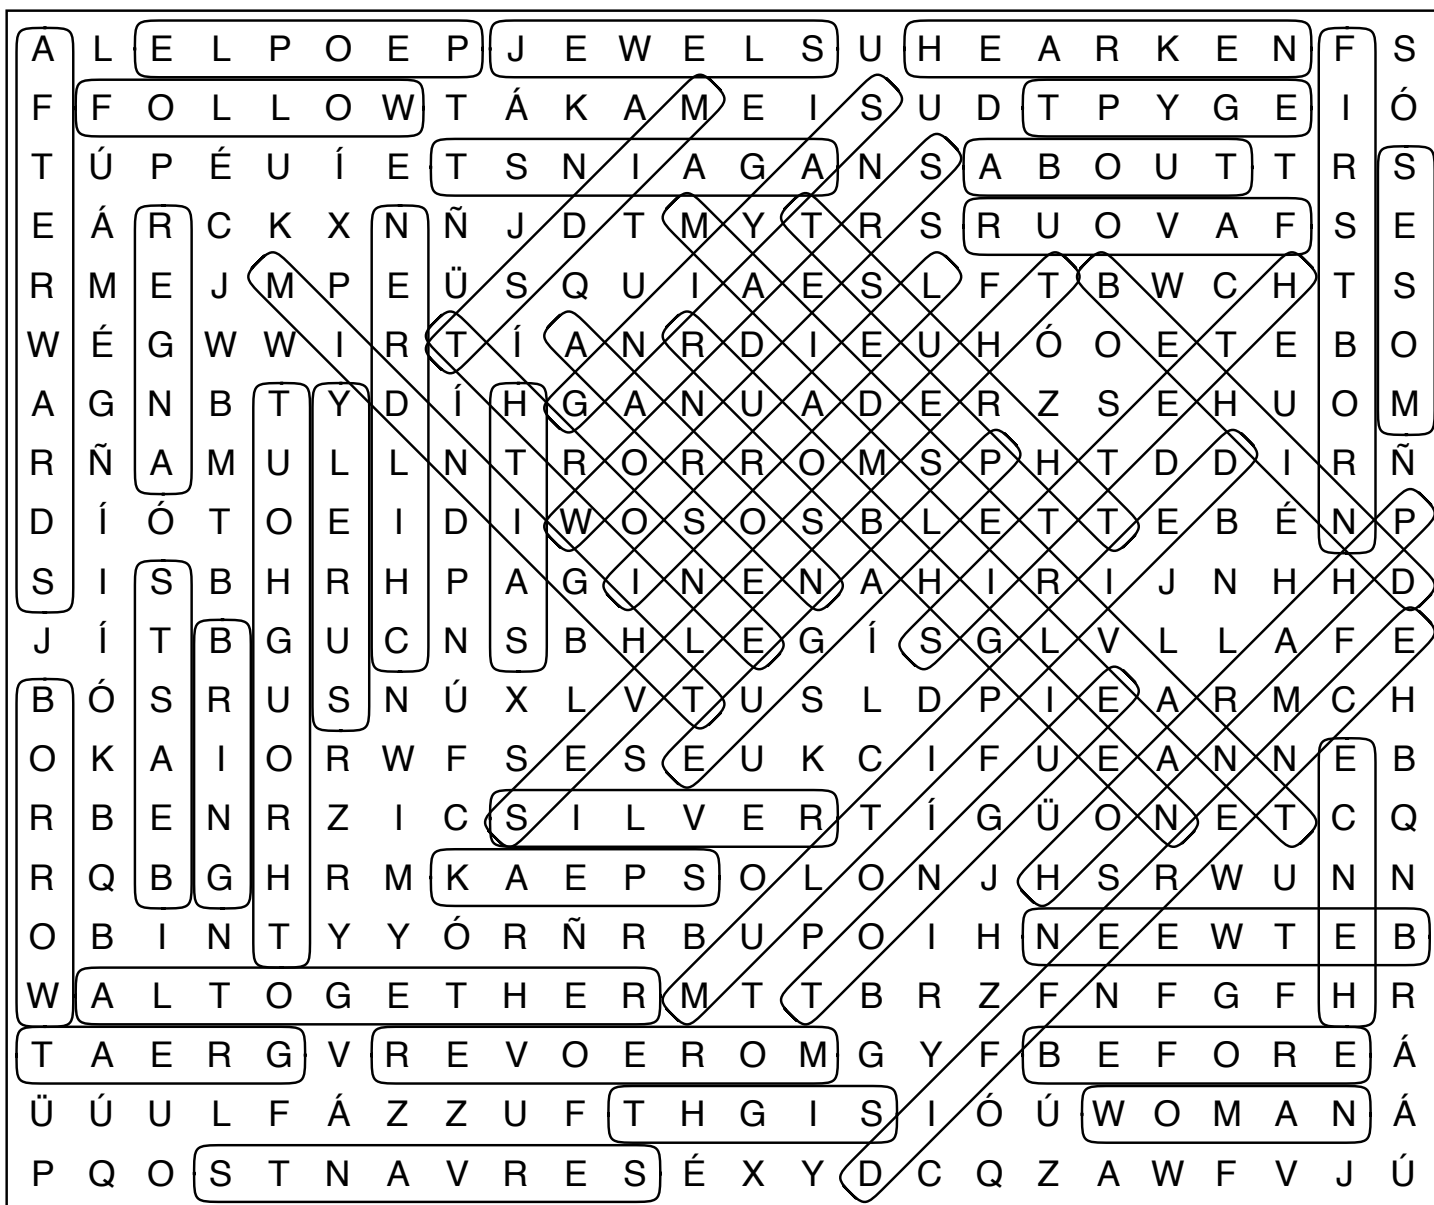 A L E L P O E P J E W E L S U H E A R K E N F S
F F O L L O W T Á K A M E I S U D T P Y G E I Ó
T Ú P É U Í E T S N I A G A N S A B O U T T R S
E Á R C K X N Ñ J D T M Y T R S R U O V A F S E
R M E J M P E Ü S Q U I A E S L F T B W C H T S
W É G W W I R T Í A N R D I E U H Ó O E T E B O
A G N B T Y D Í H G A N U A D E R Z S E H U O M
R Ñ A M U L L N T R O R R O M S P H T D D I R Ñ
D Í Ó T O E I D I W O S O S B L E T T E B É N P
S I S B H R H P A G I N E N A H I R I J N H H D
J Í T B G U C N S B H L E G Í S G L V L L A F E
B Ó S R U S N Ú X L V T U S L D P I E A R M C H
O K A I O R W F S E S E U K C I F U E A N N E B
R B E N R Z I C S I L V E R T Í G Ü O N E T C Q
R Q B G H R M K A E P S O L O N J H S R W U N N
O B I N T Y Y Ó R Ñ R B U P O I H N E E W T E B
W A L T O G E T H E R M T T B R Z F N F G F H R
T A E R G V R E V O E R O M G Y F B E F O R E Á
Ü Ú U L F Á Z Z U F T H G I S I Ó Ú W O M A N Á
P Q O S T N A V R E S É X Y D C Q Z A W F V J Ú